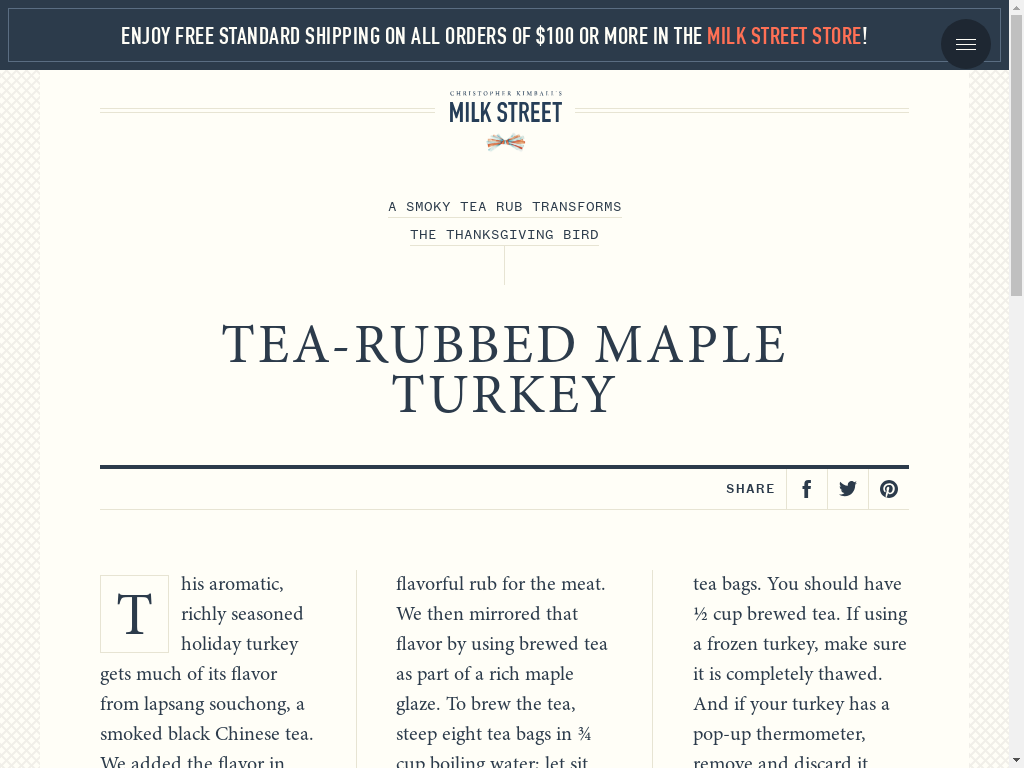 ENJOY FREE STANDARD SHIPPING ON ALL ORDERS OF $100 OR MORE IN THE MILK STREET STORE!
CHRISTOPHER KIMBALL'S
MILK STREET
A SMOKY TEA RUB TRANSFORMS
THE THANKSGIVING BIRD
TEA-RUBBED MAPLE
TURKEY
SHARE
This aromatic,
richly seasoned
holiday turkey
gets much of its flavor
from lapsang souchong, a
smoked black Chinese tea.
We added the flavor in
flavorful rub for the meat.
We then mirrored that
flavor by using brewed tea
as part of a rich maple
glaze. To brew the tea,
steep eight tea bags in ¾
cup boiling water; let sit
tea bags. You should have
½ cup brewed tea. If using
a frozen turkey, make sure
it is completely thawed.
And if your turkey has a
pop-up thermometer,
remove and discard it